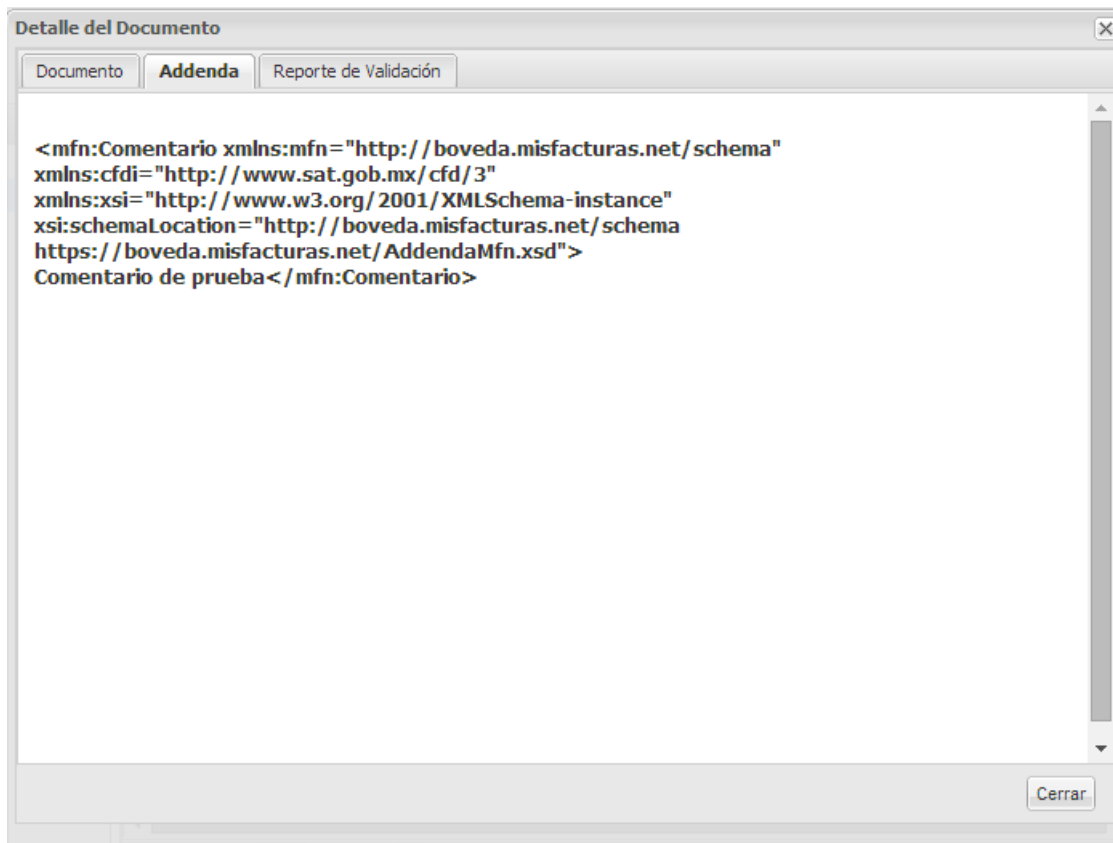 Detalle del Documento
Documento Addenda Reporte de Validación
<mfn:Comentario xmlns:mfn="http://boveda.misfacturas.net/schema"
xmlns:cfdi="http://www.sat.gob.mx/cfd/3"
xmlns:xsi="http://www.w3.org/2001/XMLSchema-instance"
xsi:schemaLocation="http://boveda.misfacturas.net/schema
https://boveda.misfacturas.net/AddendaMfn.xsd">
Comentario de prueba</mfn:Comentario>
Cerrar